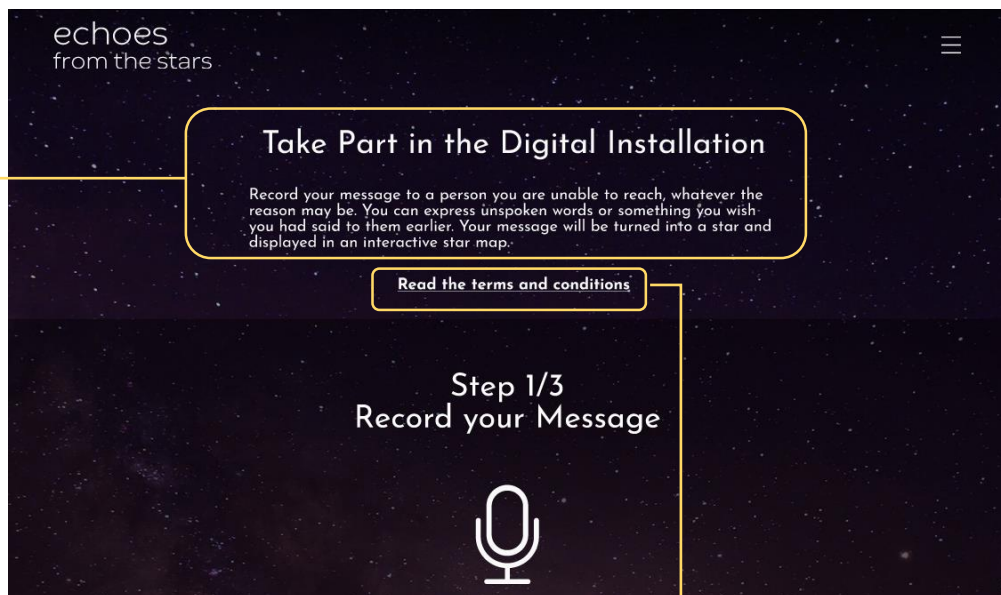 echoes
from the stars
Take Part in the Digital Installation
Record your message to a person you are unable to reach, whatever the
reason may be. You can express unspoken words or something you wish
you had said to them earlier. Your message will be turned into a star and
displayed in an interactive star map.
Read the terms and conditions
Step 1/3
Record your Message